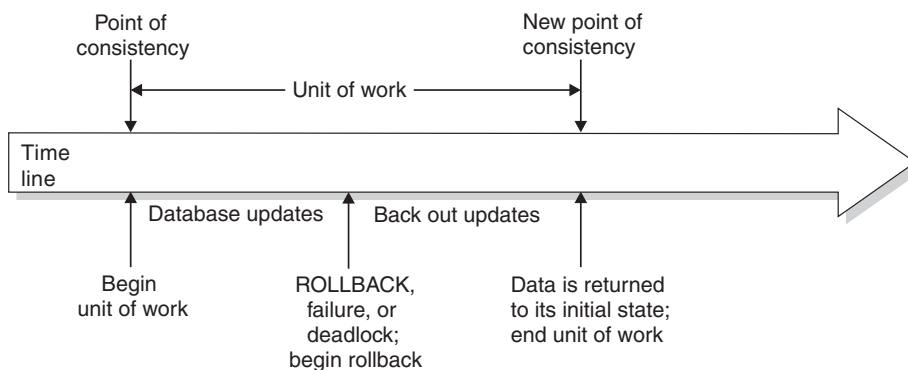 Point of
consistency
New point of
consistency
Unit of work
Time
line
Database updates
Back out updates
Begin
unit of work
ROLLBACK,
failure, or
deadlock;
begin rollback
Data is returned
to its initial state;
end unit of work